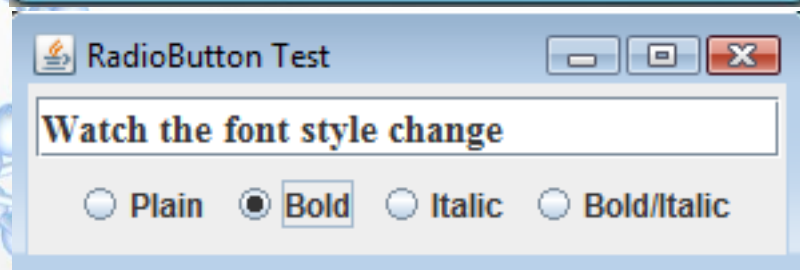 RadioButton Test
Watch the font style change
Plain Bold Italic Bold/Italic